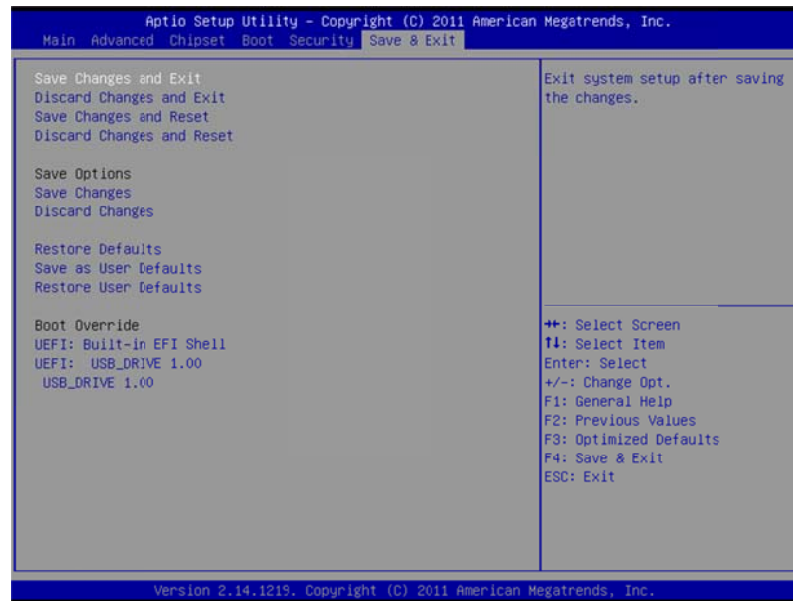 Aptio Setup Utility - Copyright (C) 2011 American Megatrends, Inc.
Main Advanced Chipset Boot Security Save & Exit
Save Changes and Exit
Discard Changes and Exit
Save Changes and Reset
Discard Changes and Reset
Save Options
Save Changes
Discard Changes
Restore Defaults
Save as User Defaults
Restore User Defaults
Boot Override
UEFI: Built-in EFI Shell
UEFI: USB_DRIVE 1.00
USB_DRIVE 1.00
Exit system setup after saving
the changes.
→←: Select Screen
↑↓: Select Item
Enter: Select
+/-: Change Opt.
F1: General Help
F2: Previous Values
F3: Optimized Defaults
F4: Save & Exit
ESC: Exit
Version 2.14.1219. Copyright (C) 2011 American Megatrends, Inc.